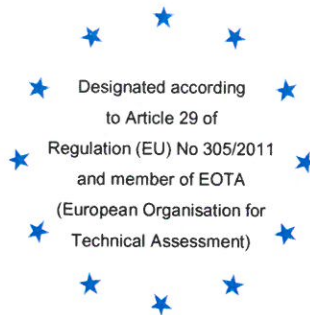 Designated according
to Article 29 of
Regulation (EU) No 305/2011
and member of EOTA
(European Organisation for
Technical Assessment)